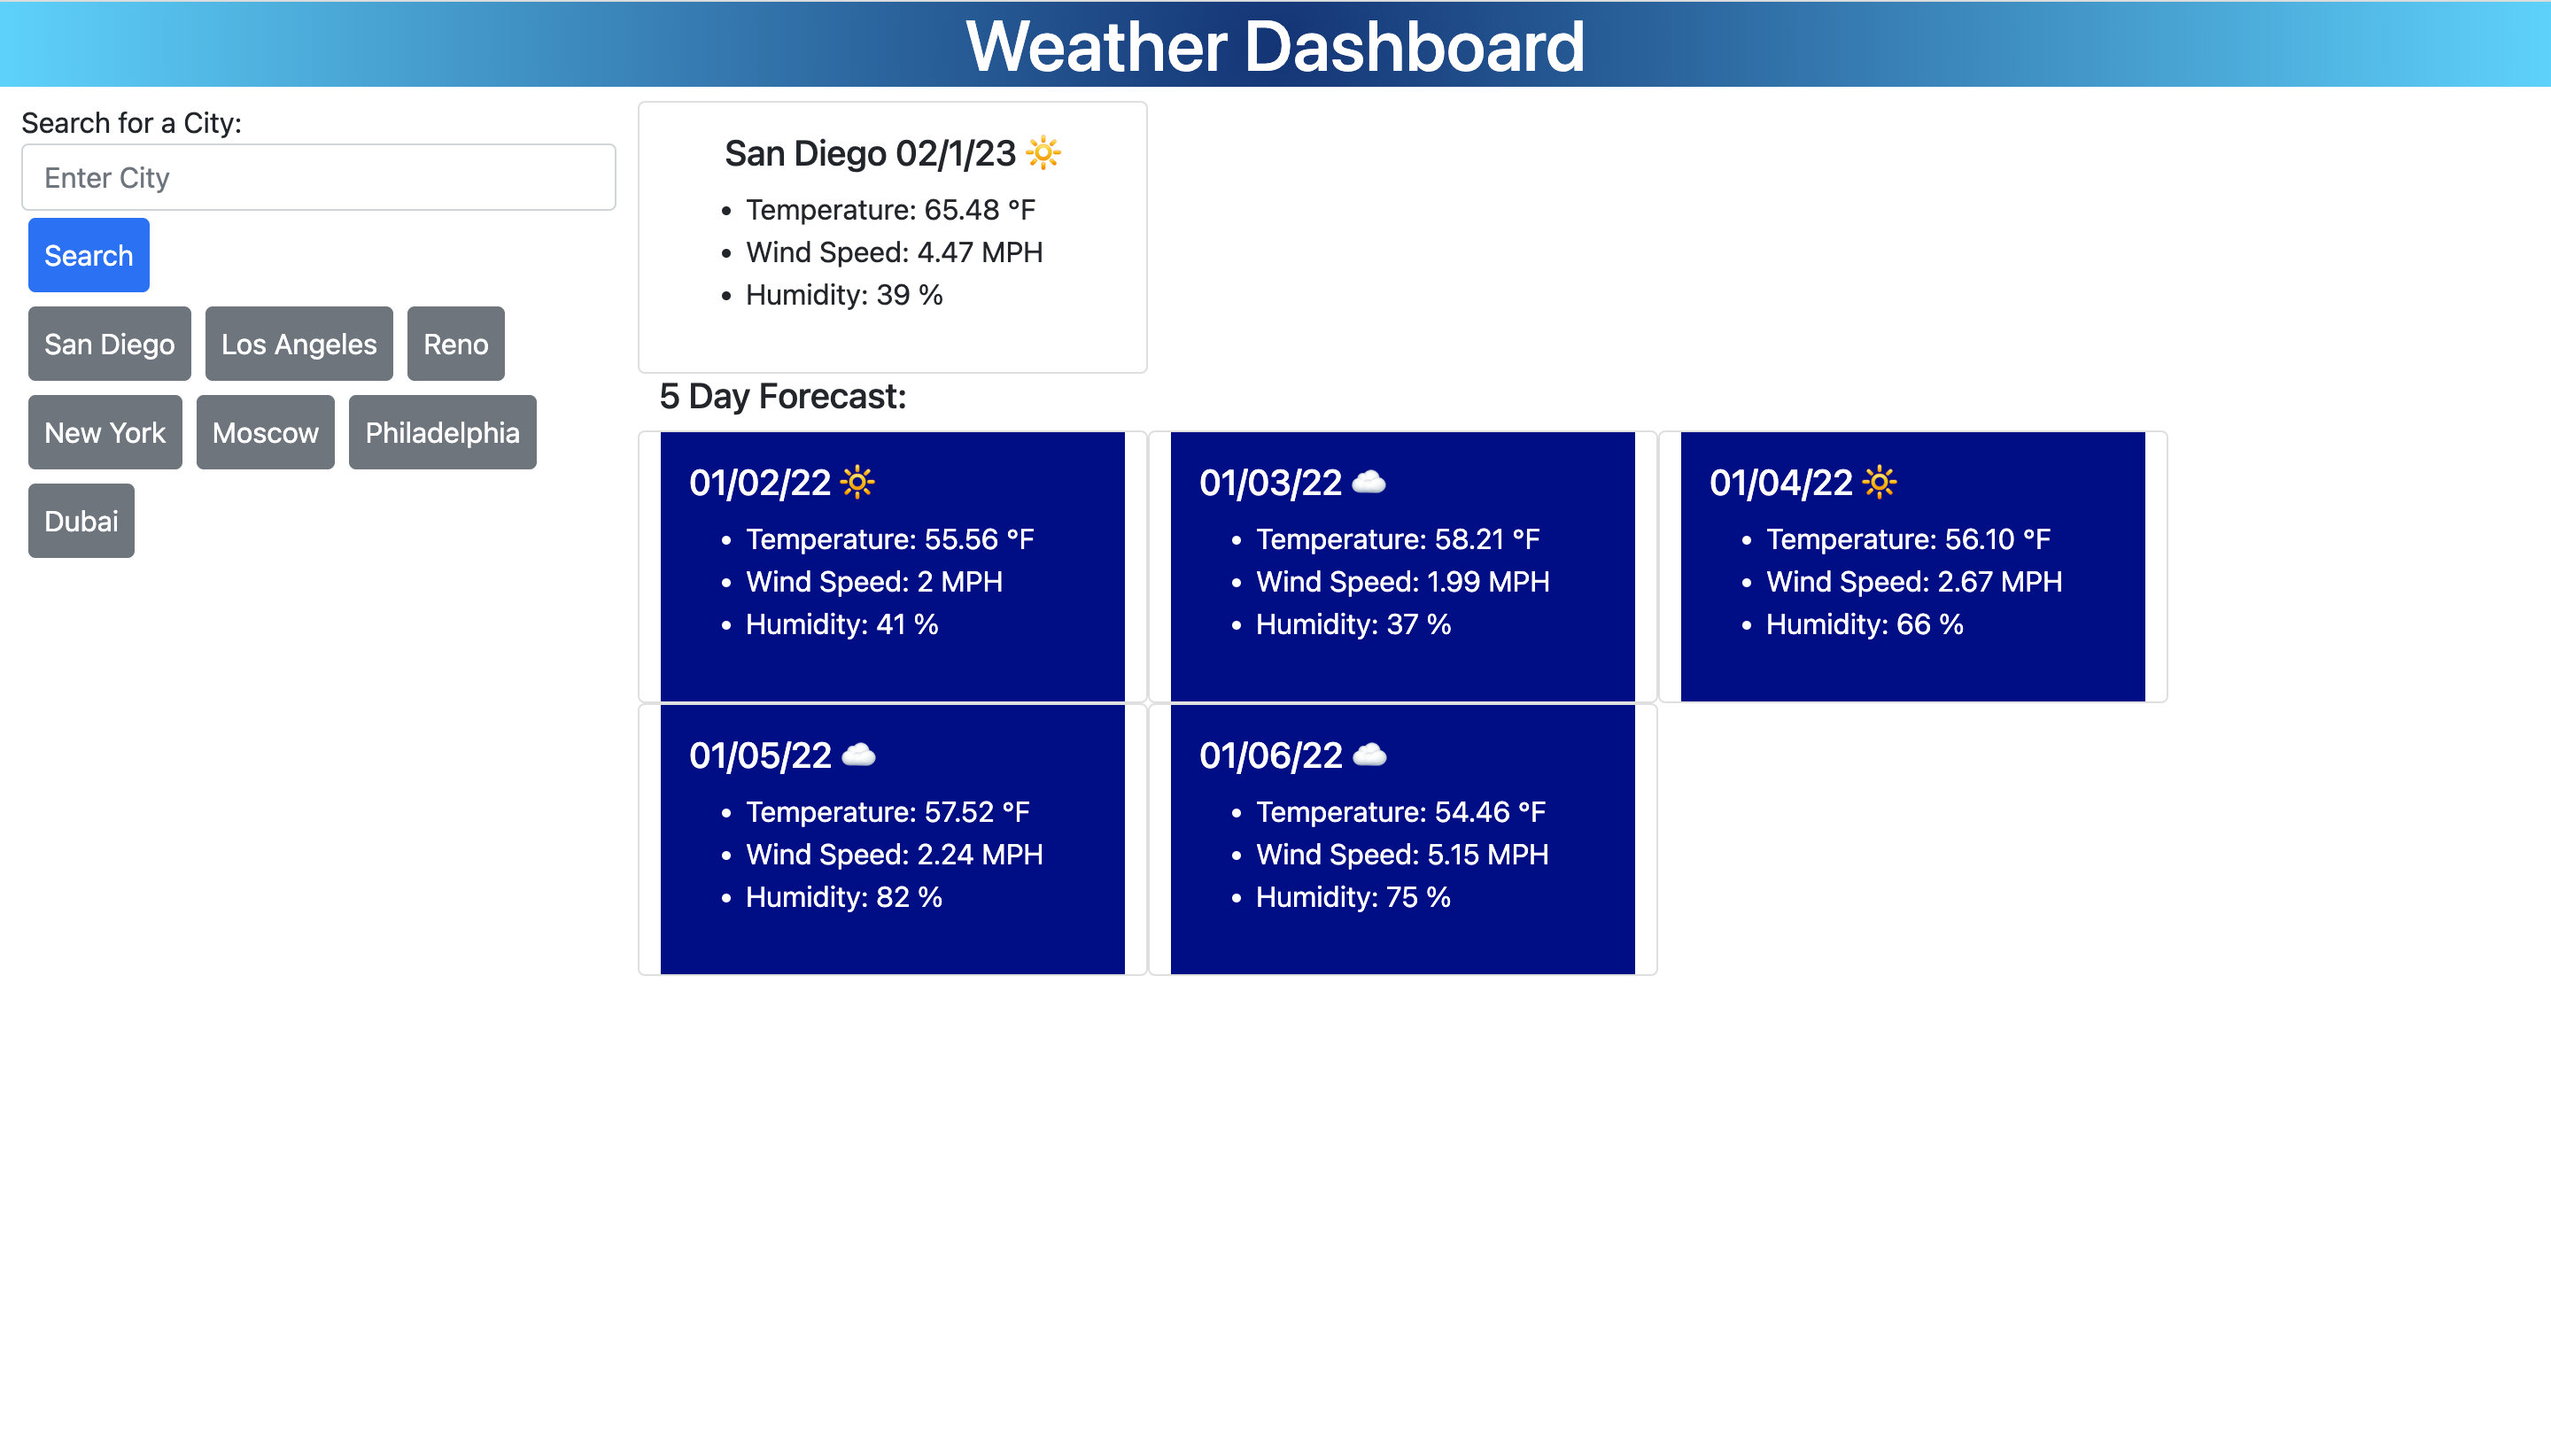 Weather Dashboard
Search for a City:
Enter City
Search
San Diego
Los Angeles
Reno
New York
Moscow
Philadelphia
Dubai
San Diego 02/1/23
• Temperature: 65.48 °F
• Wind Speed: 4.47 MPH
• Humidity: 39 %
5 Day Forecast:
01/02/22
• Temperature: 55.56 °F
• Wind Speed: 2 MPH
• Humidity: 41 %
01/03/22
• Temperature: 58.21 °F
• Wind Speed: 1.99 MPH
• Humidity: 37 %
01/04/22
• Temperature: 56.10 °F
• Wind Speed: 2.67 MPH
• Humidity: 66 %
01/05/22
• Temperature: 57.52 °F
• Wind Speed: 2.24 MPH
• Humidity: 82 %
01/06/22
• Temperature: 54.46 °F
• Wind Speed: 5.15 MPH
• Humidity: 75 %